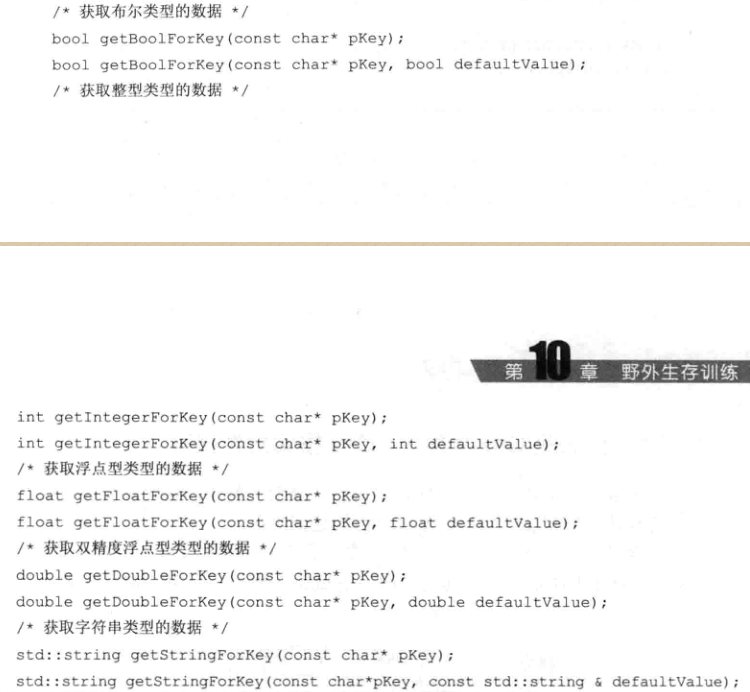 /* 获取布尔类型的数据 */
bool getBoolForKey(const char* pKey);
bool getBoolForKey(const char* pKey, bool defaultValue);
/* 获取整型类型的数据 */
第10章 野外生存训练
int getIntegerForKey(const char* pKey);
int getIntegerForKey(const char* pKey, int defaultValue);
/* 获取浮点型类型的数据 */
float getFloatForKey(const char* pKey);
float getFloatForKey(const char* pKey, float defaultValue);
/* 获取双精度浮点型类型的数据 */
double getDoubleForKey(const char* pKey);
double getDoubleForKey(const char* pKey, double defaultValue);
/* 获取字符串类型的数据 */
std::string getStringForKey(const char* pKey);
std::string getStringForKey(const char*pKey, const std::string & defaultValue);